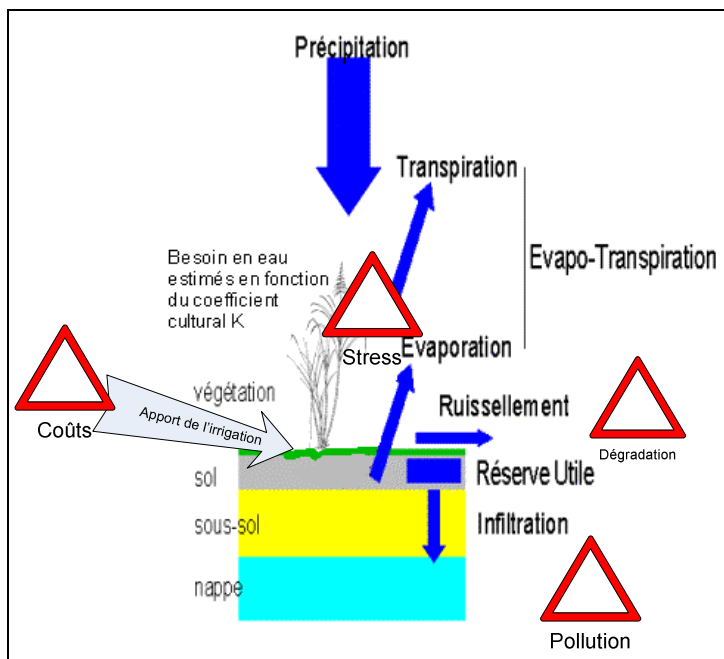 Précipitation
Transpiration
Besoin en eau
estimés en fonction
du coefficient
cultural K
Evapo-Transpiration
Stress
Evaporation
végétation
Apport de l'irrigation
Coûts
Ruissellement
Dégradation
sol
Réserve Utile
sous-sol
Infiltration
nappe
Pollution